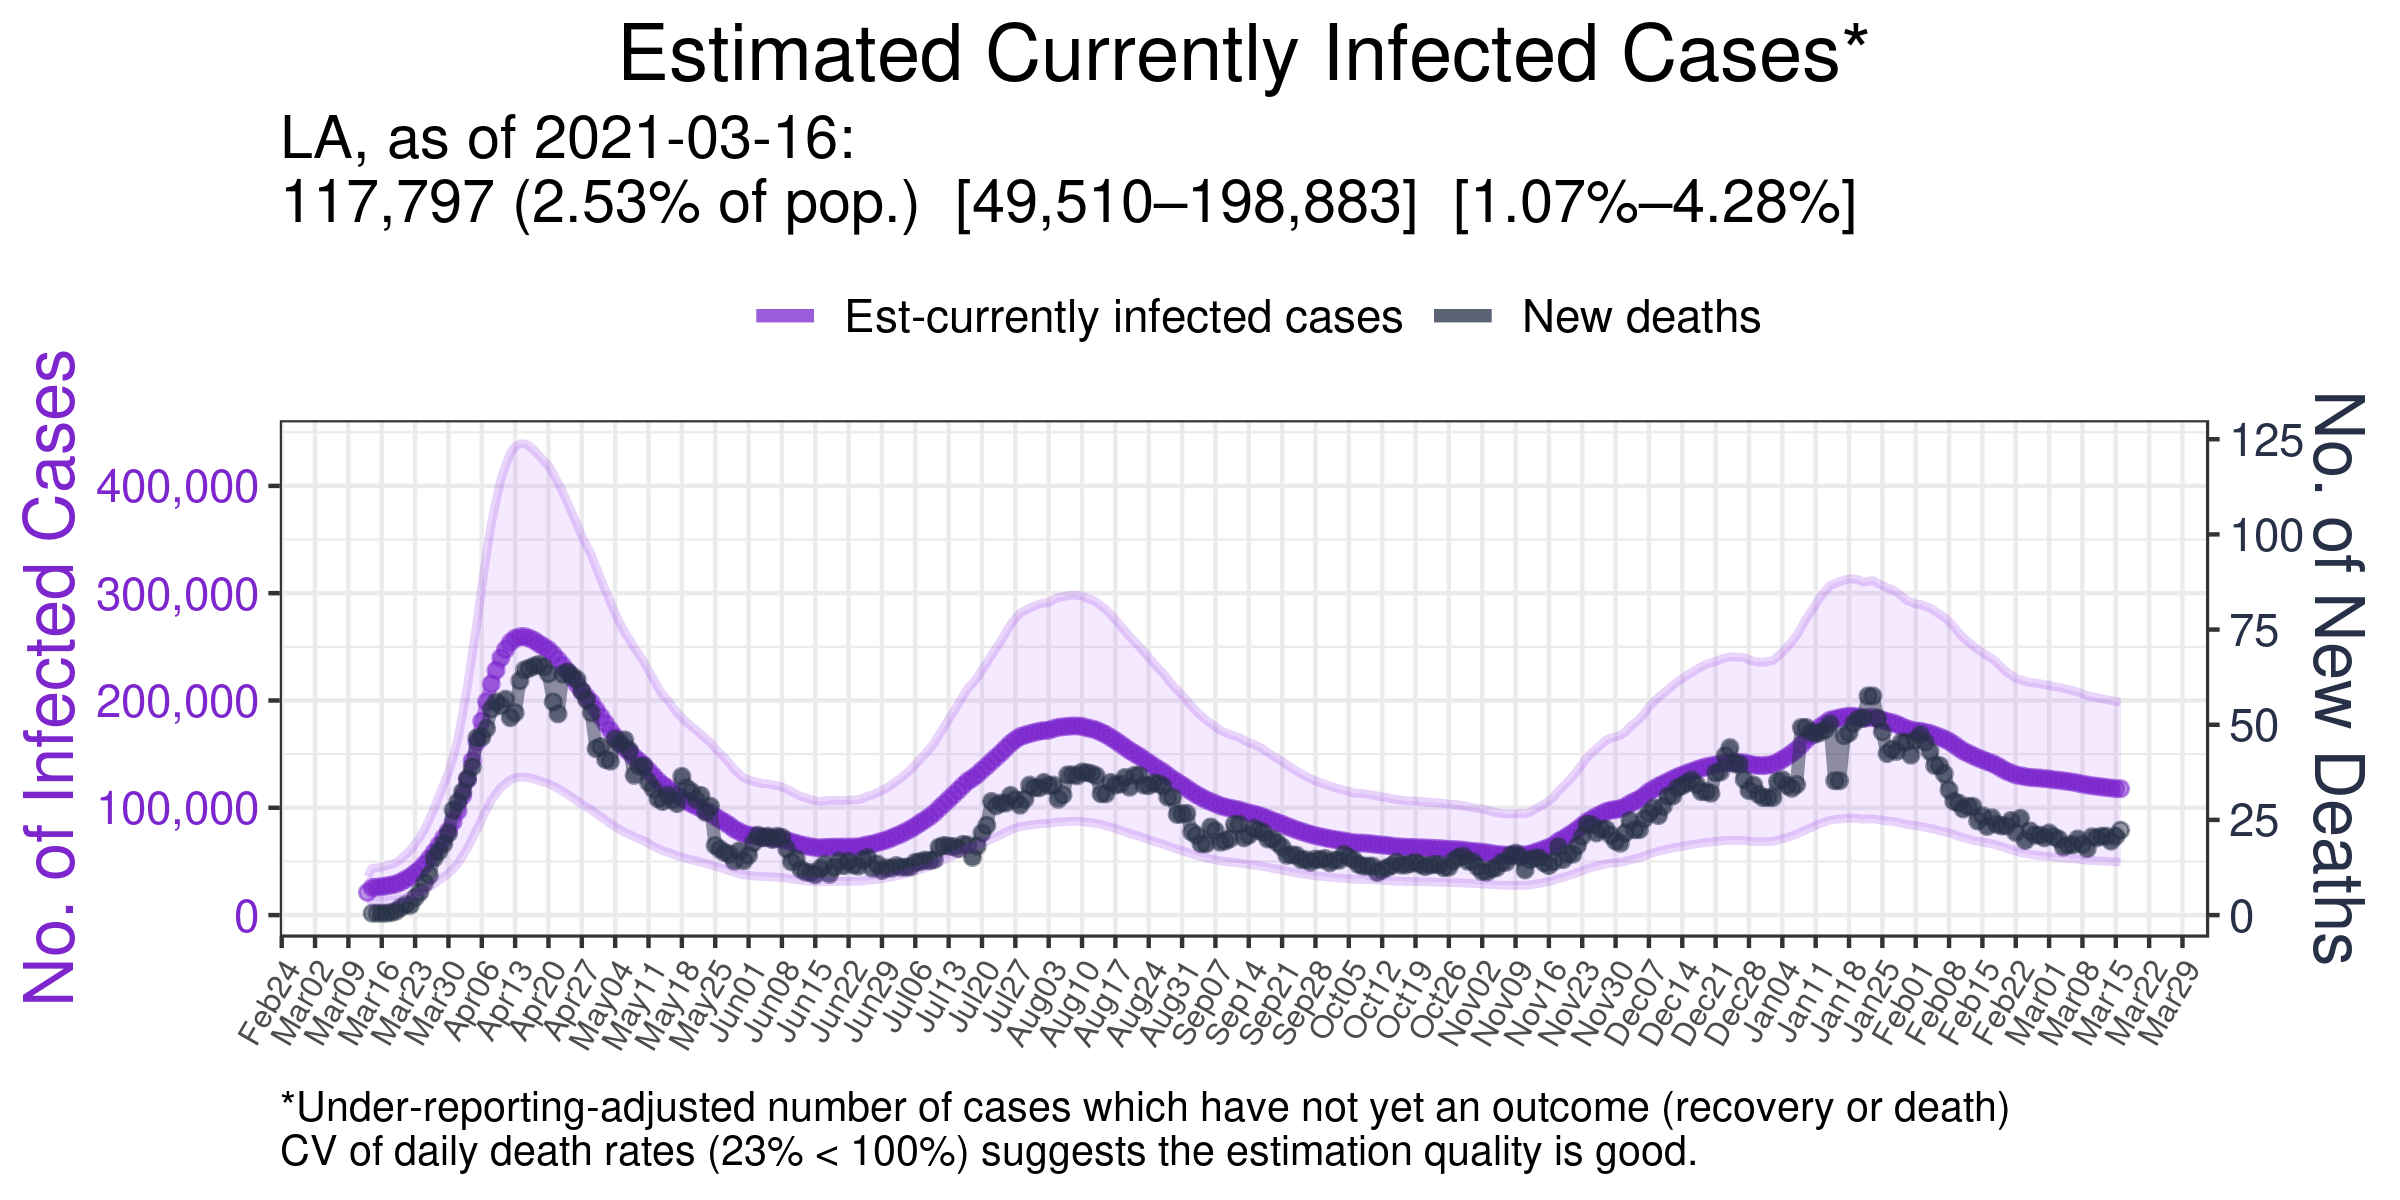 Estimated Currently Infected Cases*
LA, as of 2021-03-16:
117,797 (2.53% of pop.)  [49,510–198,883]  [1.07%–4.28%]
Est-currently infected cases
New deaths
No. of Infected Cases
400,000
300,000
200,000
100,000
0
125
100
75
50
25
0
No. of New Deaths
Feb24
Mar02
Mar09
Mar16
Mar23
Mar30
Apr06
Apr13
Apr20
Apr27
May04
May11
May18
May25
Jun01
Jun08
Jun15
Jun22
Jun29
Jul06
Jul13
Jul20
Jul27
Aug03
Aug10
Aug17
Aug24
Aug31
Sep07
Sep14
Sep21
Sep28
Oct05
Oct12
Oct19
Oct26
Nov02
Nov09
Nov16
Nov23
Nov30
Dec07
Dec14
Dec21
Dec28
Jan04
Jan11
Jan18
Jan25
Feb01
Feb08
Feb15
Feb22
Mar01
Mar08
Mar15
Mar22
Mar29
*Under-reporting-adjusted number of cases which have not yet an outcome (recovery or death)
CV of daily death rates (23% < 100%) suggests the estimation quality is good.